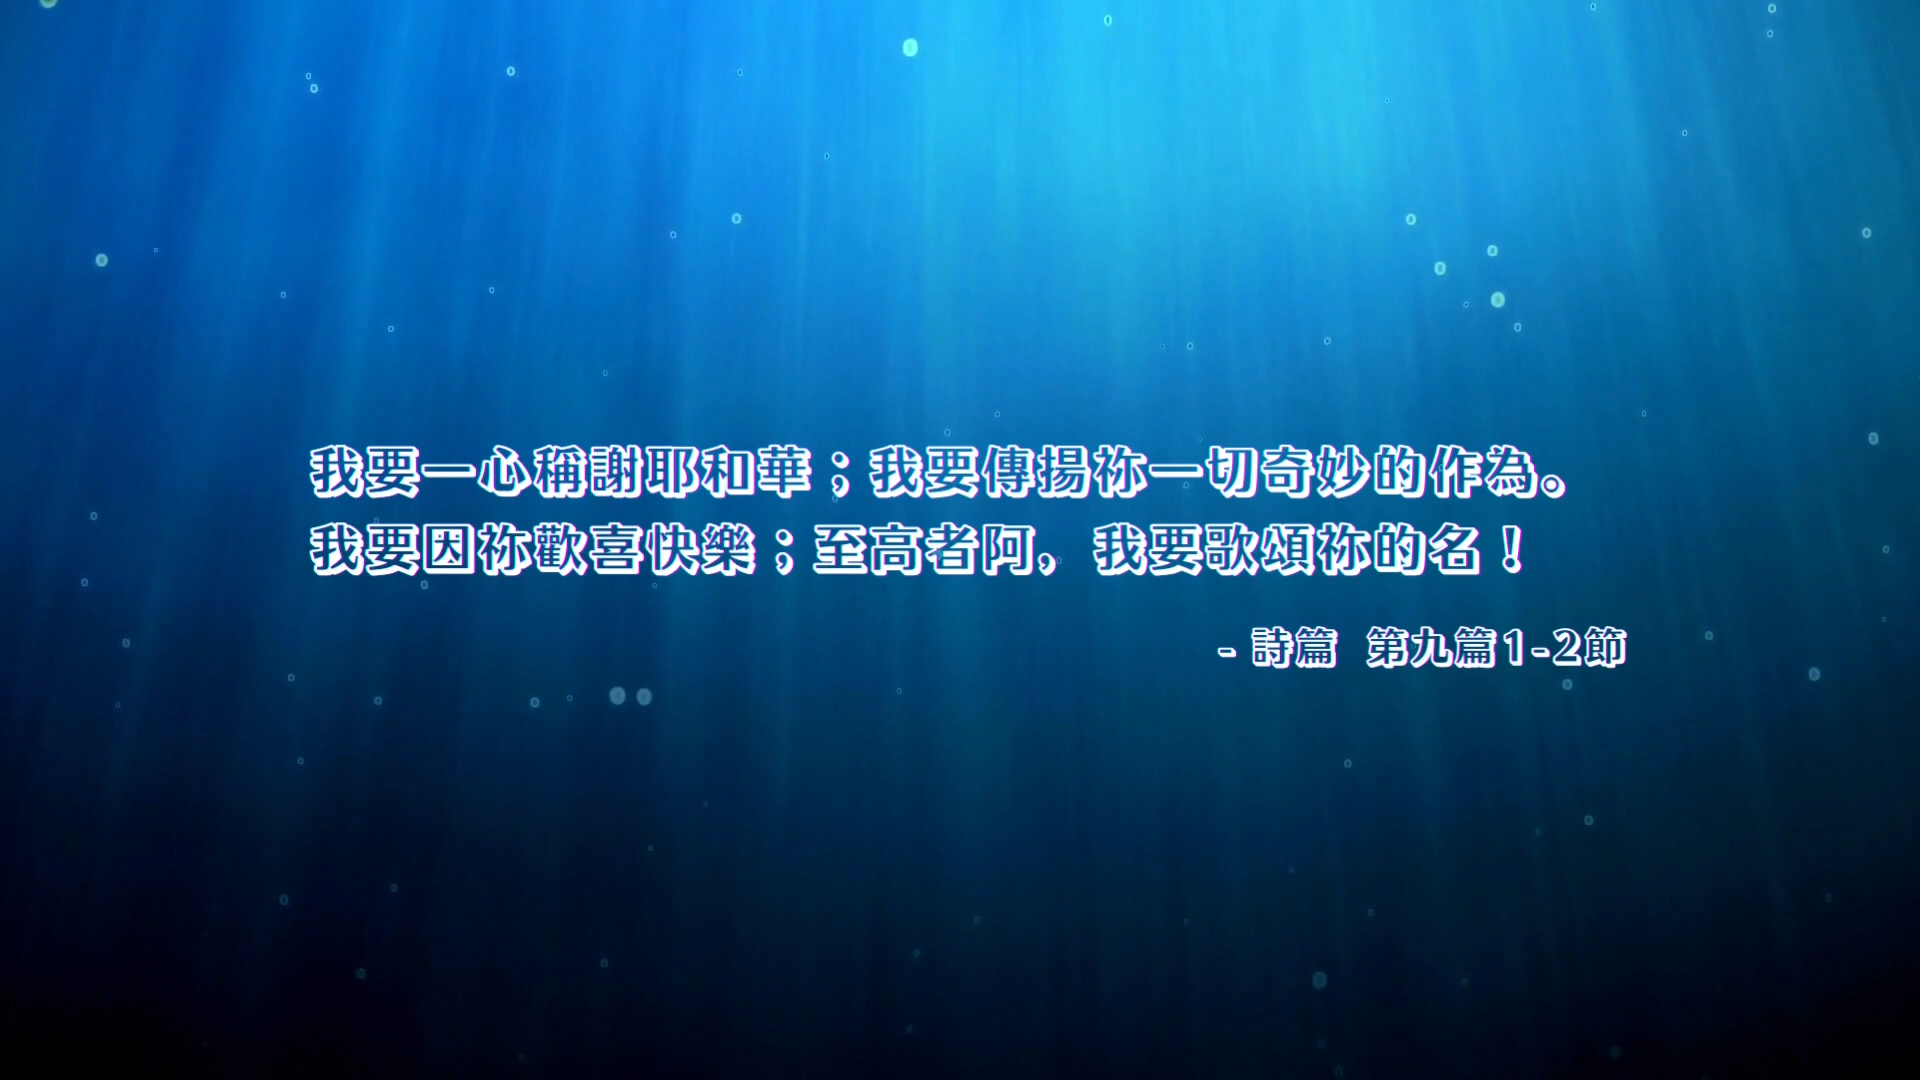 我要一心稱謝耶和華；我要傳揚祢一切奇妙的作為。
我要因祢歡喜快樂；至高者阿，我要歌頌祢的名！
- 詩篇 第九篇1-2節